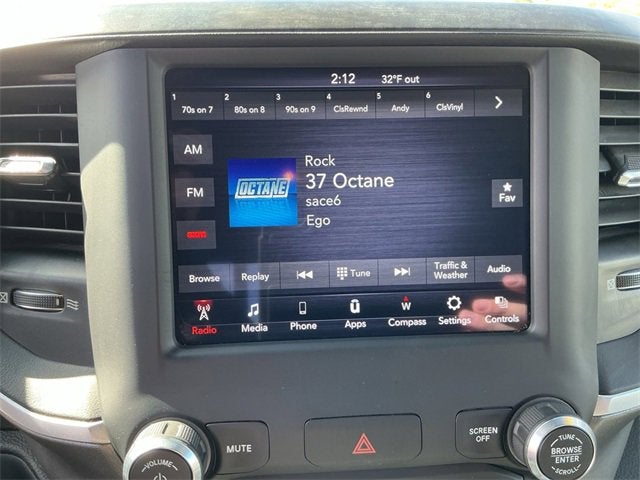 2:12 32°F out
1 70s on 7 2 80s on 8 3 90s on 9 4 ClsRewnd 5 Andy 6 ClsVinyl
AM
FM
OCTANE
Rock
37 Octane
sace6
Ego
Fav
Browse Replay Tune Traffic & Weather Audio
Radio Media Phone Apps W Compass Settings Controls
VOLUME
MUTE
SCREEN OFF
TUNE
BROWSE
ENTER
SCROLL